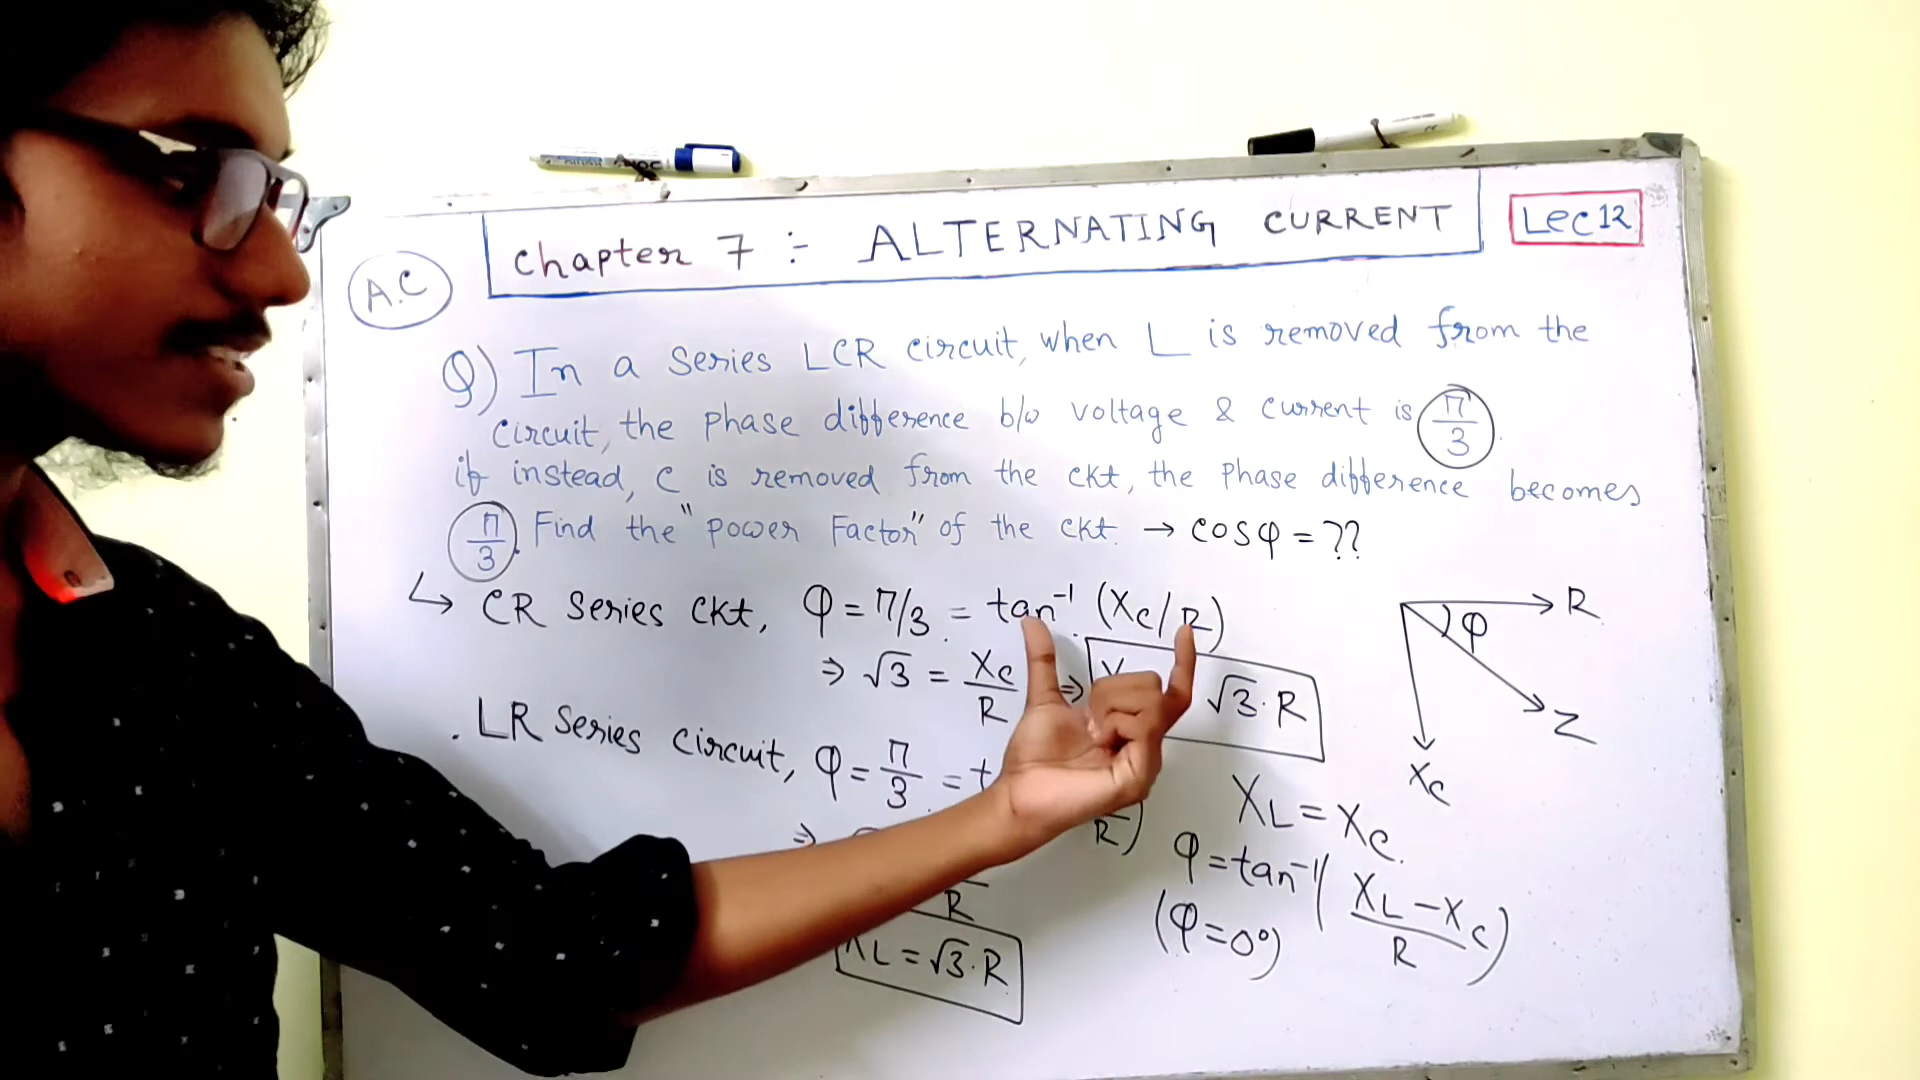 Chapter 7 :- ALTERNATING CURRENT
Lec 12
A.C
Q) In a series LCR circuit, when L is removed from the
circuit, the phase difference b/w voltage & current is π/3.
if instead, C is removed from the ckt, the phase difference becomes
π/3. Find the "power Factor" of the ckt. → cosφ = ??
↳ CR series ckt, φ = π/3 = tan⁻¹ (Xc/R)
⇒ √3 = Xc/R ⇒ √3·R
LR series circuit, φ = π/3 = t
R)
⇒
R
XL = √3·R
R
φ
Z
Xc
XL = Xc
φ = tan⁻¹( XL - Xc / R )
(φ = 0°)